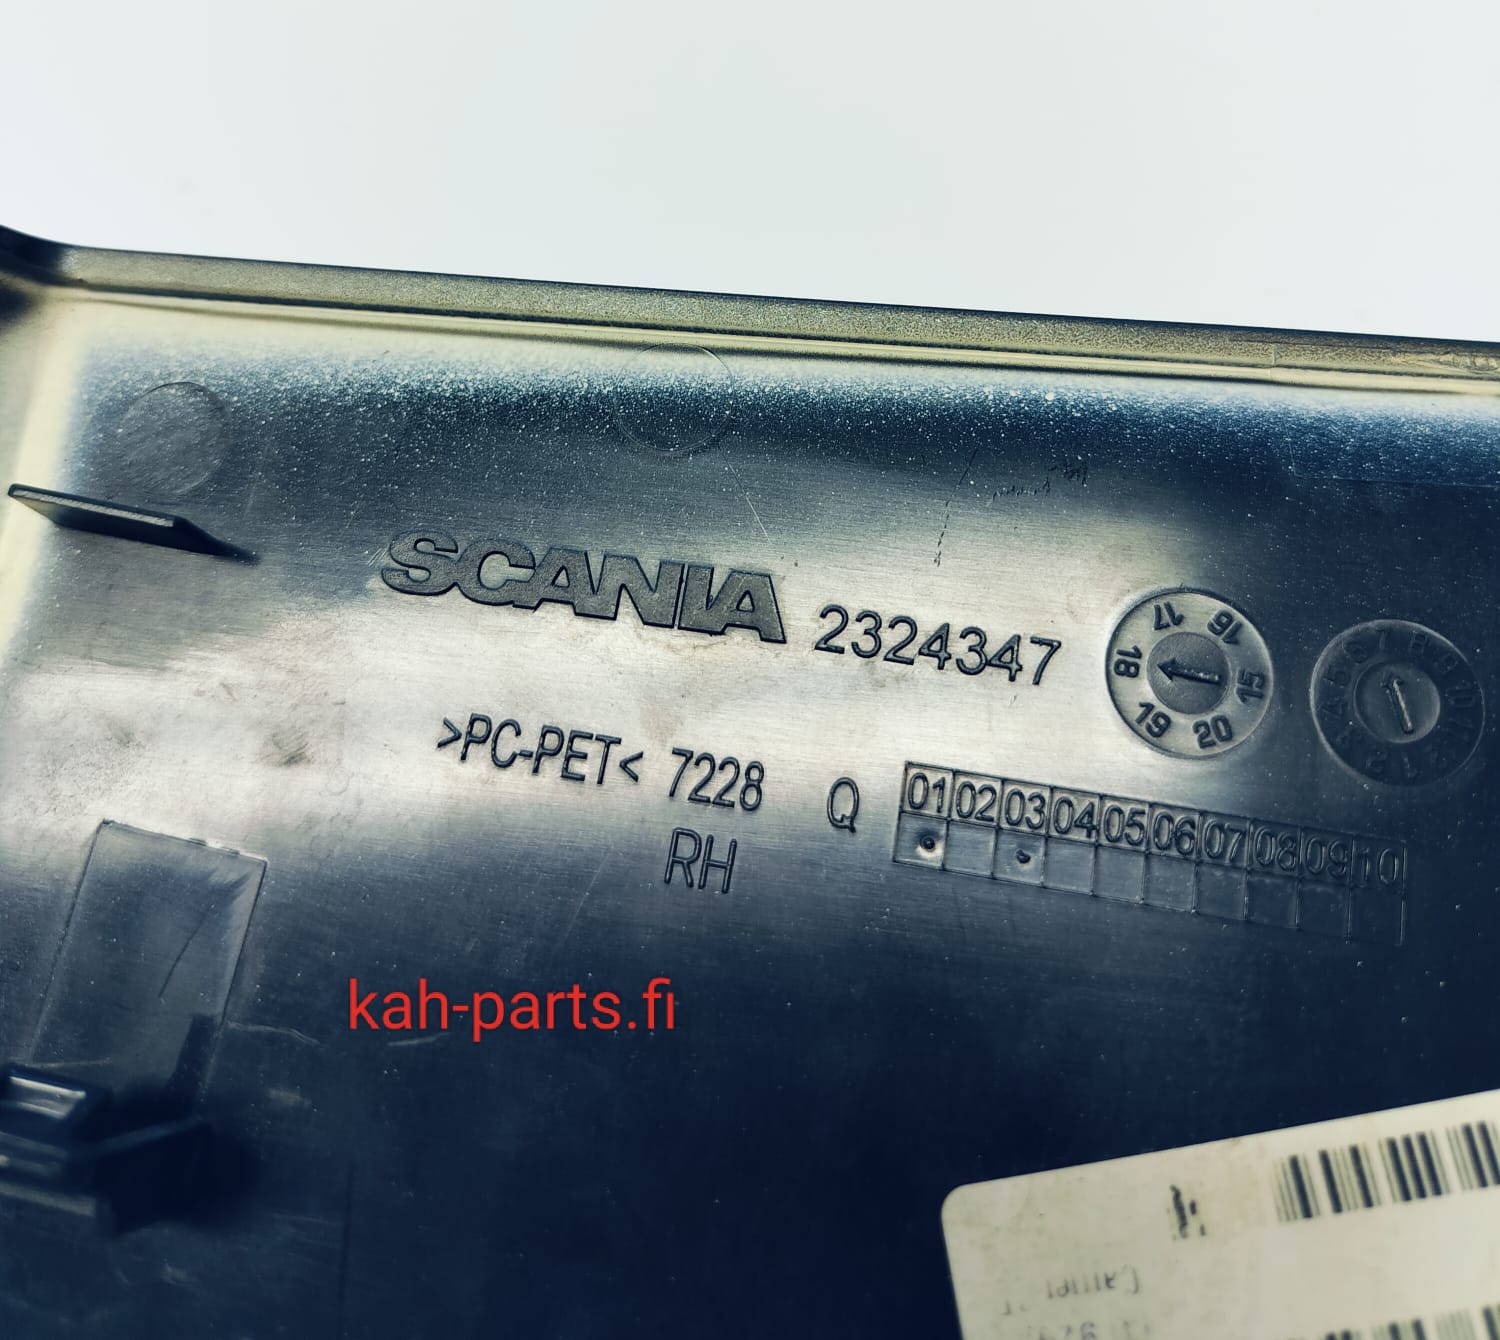 SCANIA 2324347
15 16 17 18 19 20
>PC-PET< 7228
Q 01 02 03 04 05 06 07 08 09 10
RH
kah-parts.fi